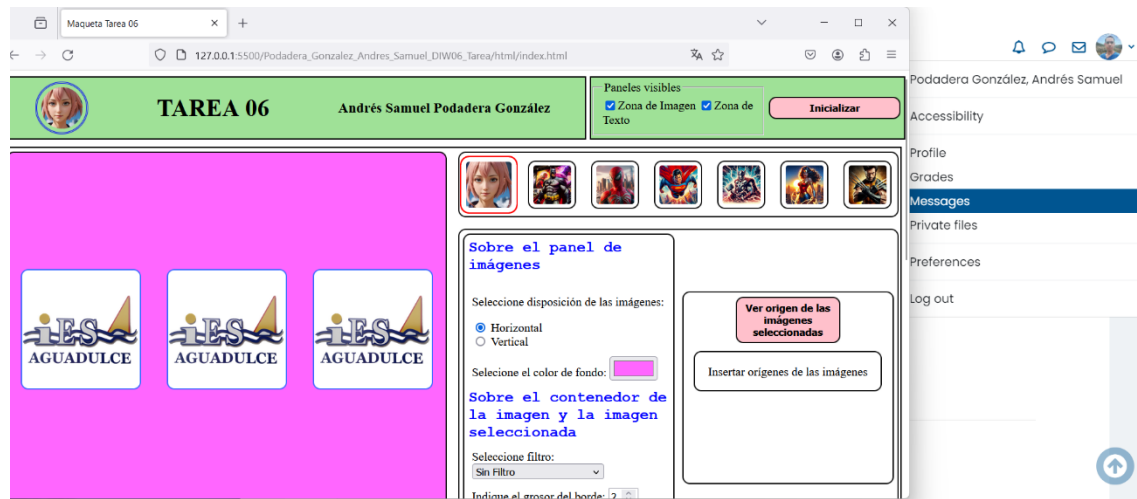 Maqueta Tarea 06
127.0.0.1:5500/Podadera_Gonzalez_Andres_Samuel_DIW06_Tarea/html/index.html
TAREA 06
Andrés Samuel Podadera González
Paneles visibles
Zona de Imagen
Zona de
Texto
Inicializar
Sobre el panel de
imágenes
Seleccione disposición de las imágenes:
Horizontal
Vertical
Selecione el color de fondo:
Sobre el contenedor de
la imagen y la imagen
seleccionada
Seleccione filtro:
Sin Filtro
Indique el grosor del borde: 2
Ver origen de las
imágenes
seleccionadas
Insertar orígenes de las imágenes
iES
AGUADULCE
iES
AGUADULCE
iES
AGUADULCE
Podadera González, Andrés Samuel
Accessibility
Profile
Grades
Messages
Private files
Preferences
Log out